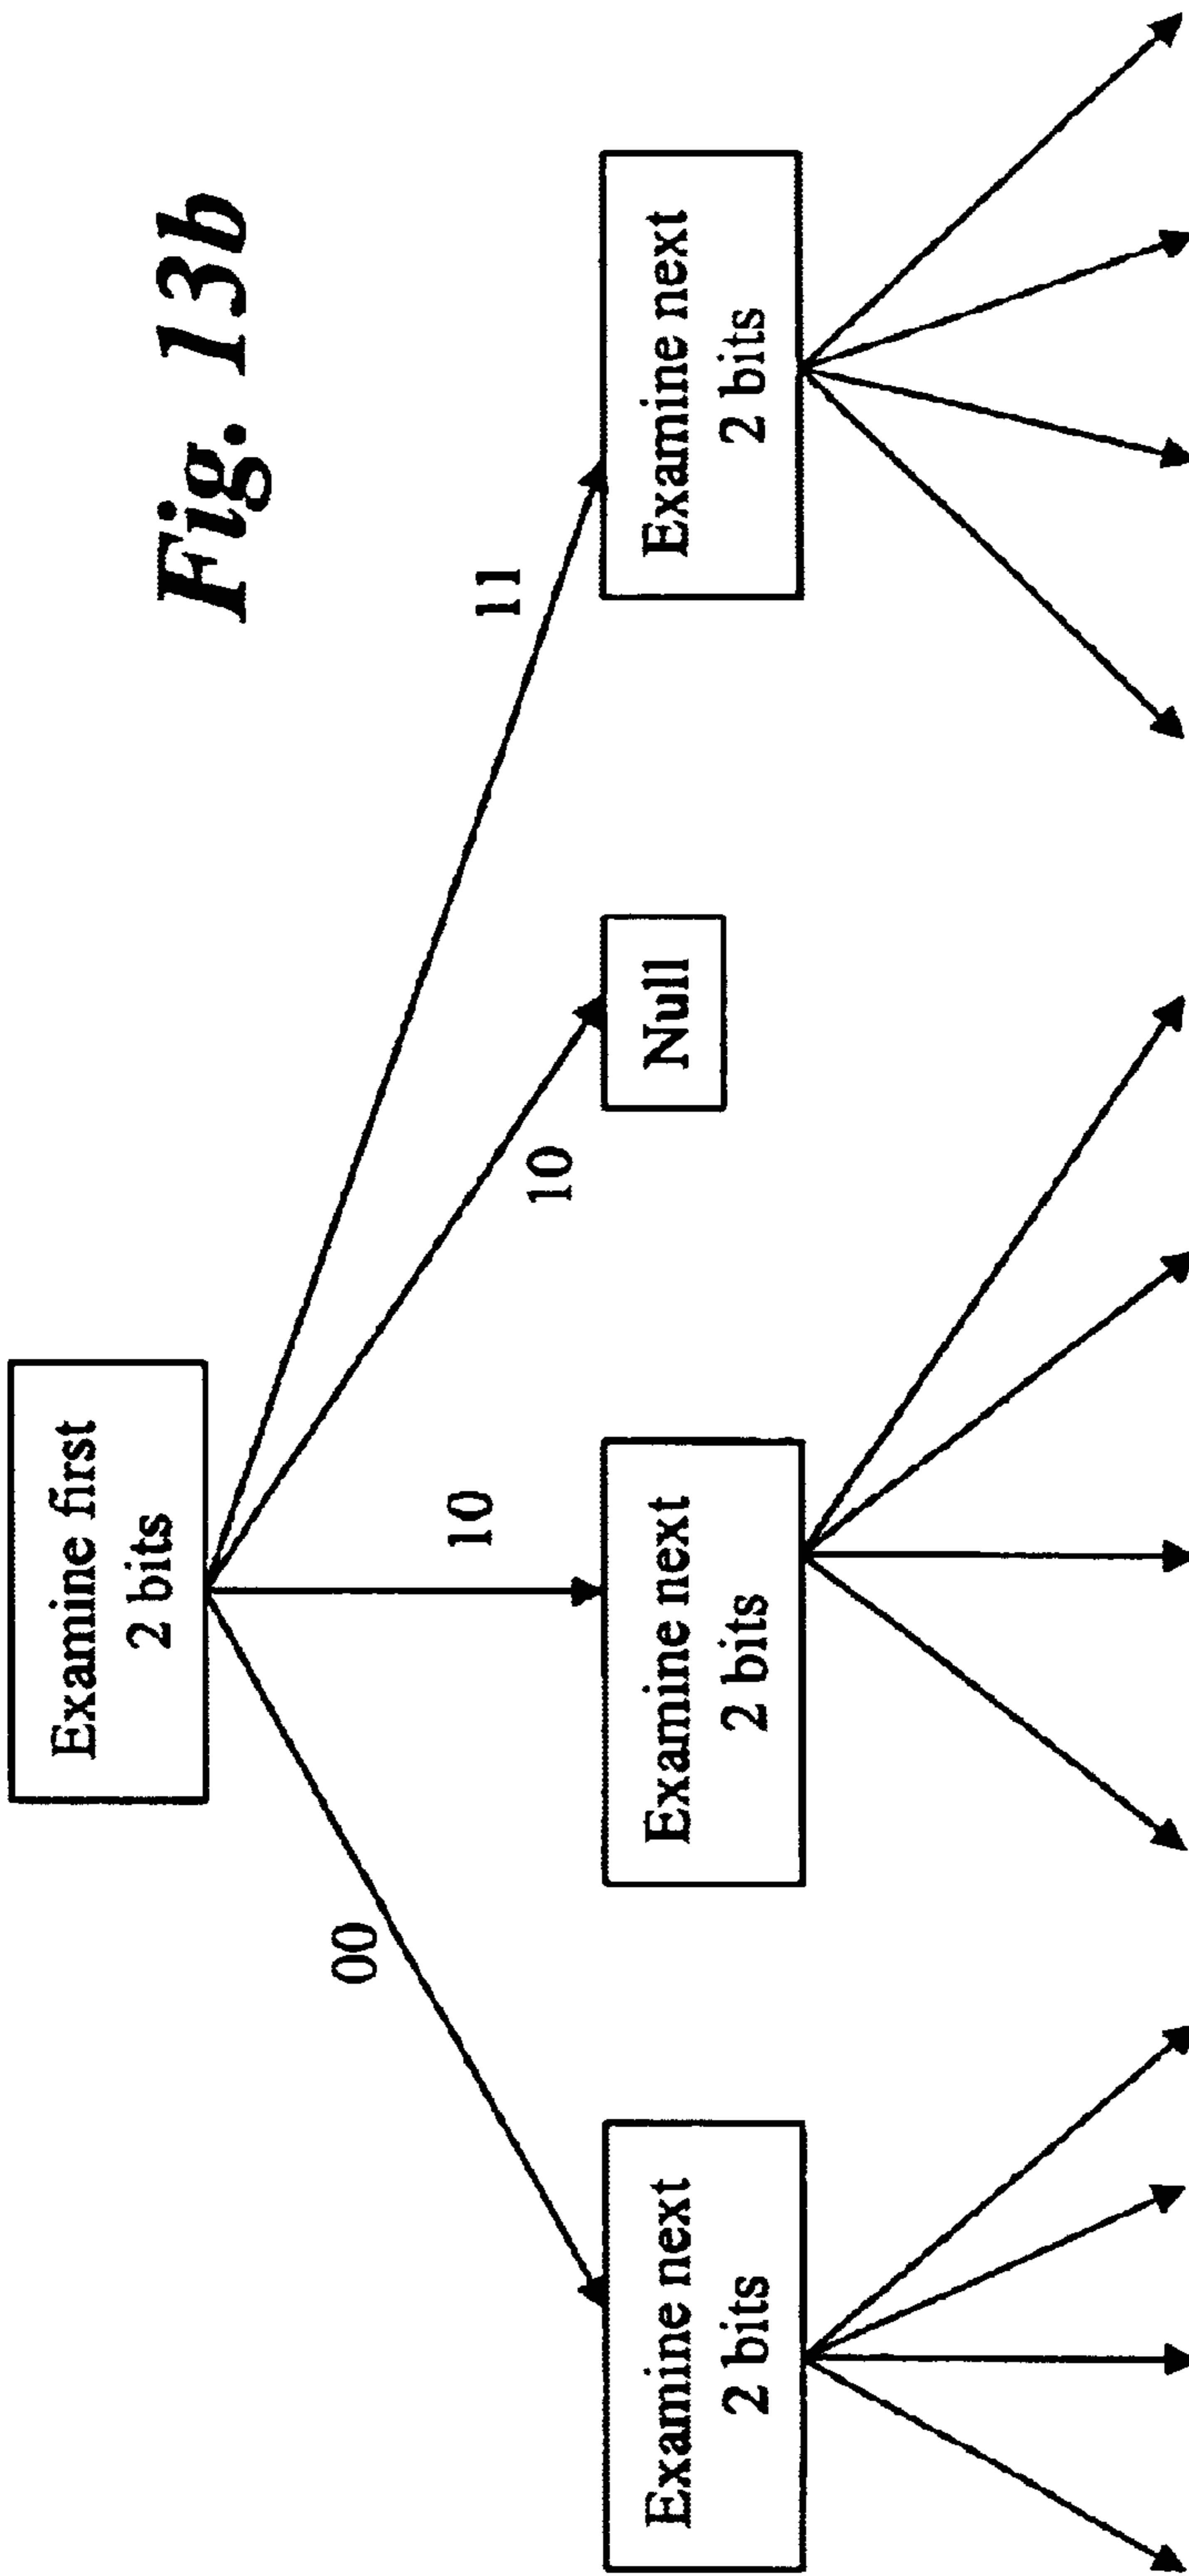 Fig. 13b
Examine first
2 bits
00
10
10
11
Examine next
2 bits
Examine next
2 bits
Null
Examine next
2 bits